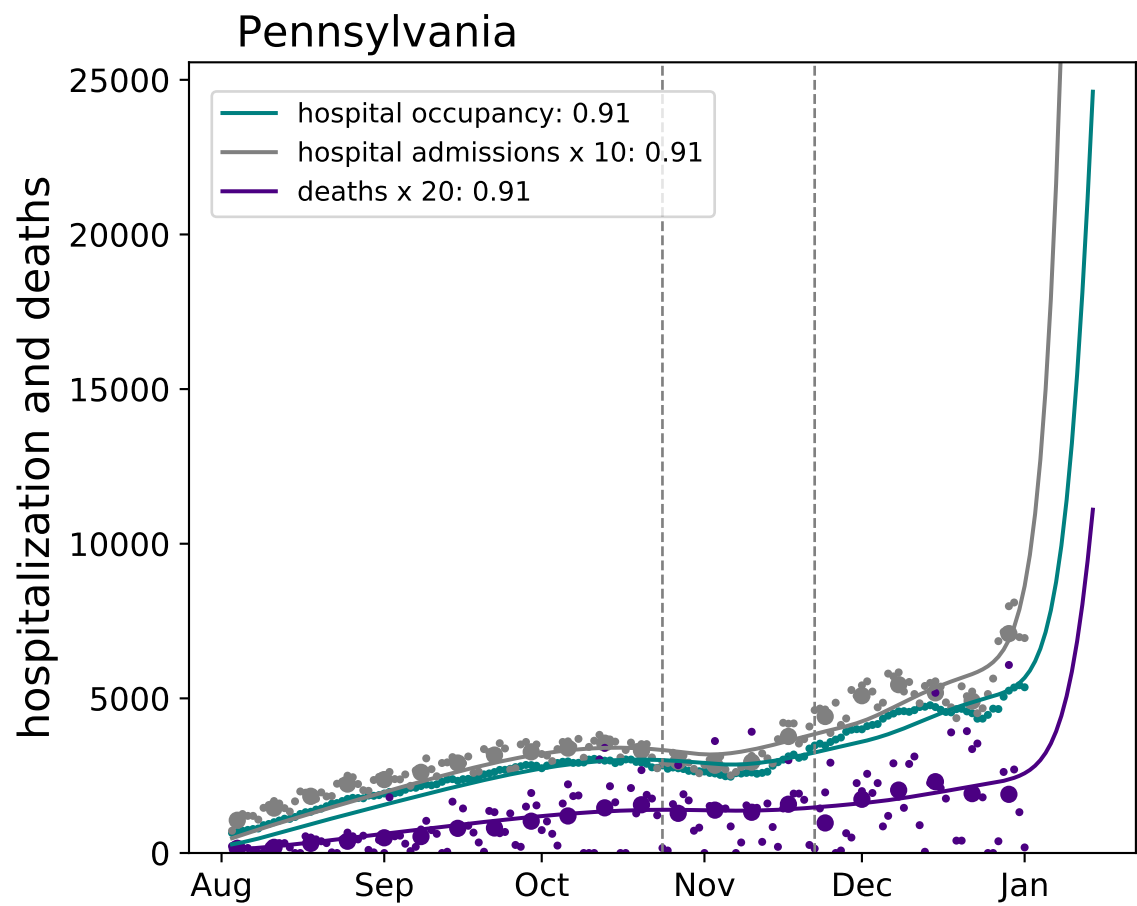 Pennsylvania
hospitalization and deaths
25000
20000
15000
10000
5000
0
hospital occupancy: 0.91
hospital admissions x 10: 0.91
deaths x 20: 0.91
Aug Sep Oct Nov Dec Jan